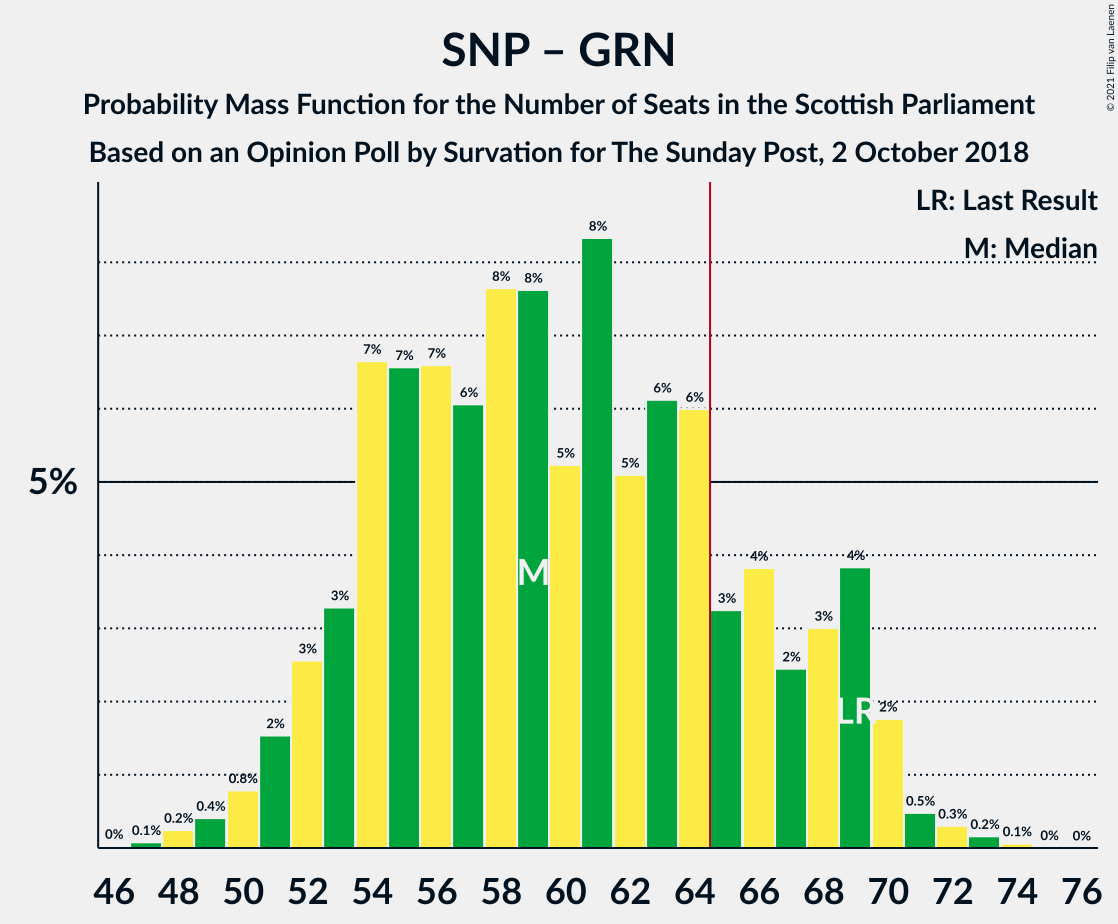 SNP – GRN
Probability Mass Function for the Number of Seats in the Scottish Parliament
Based on an Opinion Poll by Survation for The Sunday Post, 2 October 2018
© 2021 Filip van Laenen
LR: Last Result
M: Median
5%
0% 0.1% 0.2% 0.4% 0.8% 2% 3% 3% 7% 7% 7% 6% 8% 8% 5% 8% 5% 6% 6% 3% 4% 2% 3% 4% 2% 0.5% 0.3% 0.2% 0.1% 0% 0%
M
LR
46 48 50 52 54 56 58 60 62 64 66 68 70 72 74 76